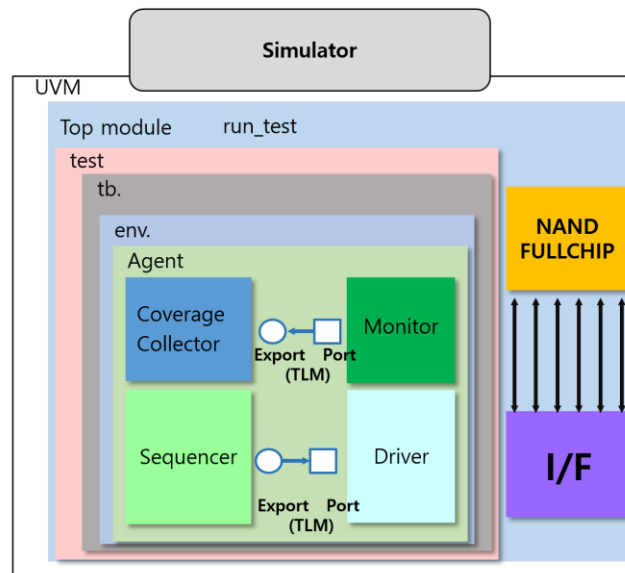 Simulator
UVM
Top module run_test
test
tb.
env.
Agent
Coverage
Collector
Export Port
(TLM)
Monitor
Sequencer
Export Port
(TLM)
Driver
NAND
FULLCHIP
I/F